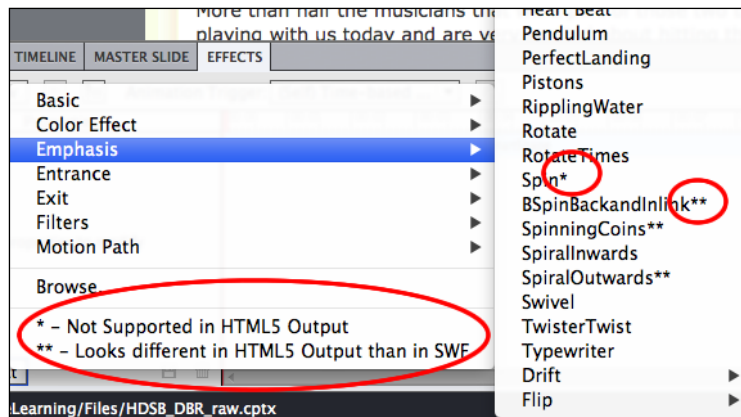 More than half the musicians tha
playing with us today and are ve
TIMELINE MASTER SLIDE EFFECTS
Basic
Color Effect
Emphasis
Entrance
Exit
Filters
Motion Path
Browse.
* – Not Supported in HTML5 Output
** – Looks different in HTML5 Output than in SWF
Heart Beat
Pendulum
PerfectLanding
Pistons
RipplingWater
Rotate
RotateTimes
Spin*
BSpinBackandInlink**
SpinningCoins**
SpiralInwards
SpiralOutwards**
Swivel
TwisterTwist
Typewriter
Drift
Flip
eLearning/Files/HDSB_DBR_raw.cptx